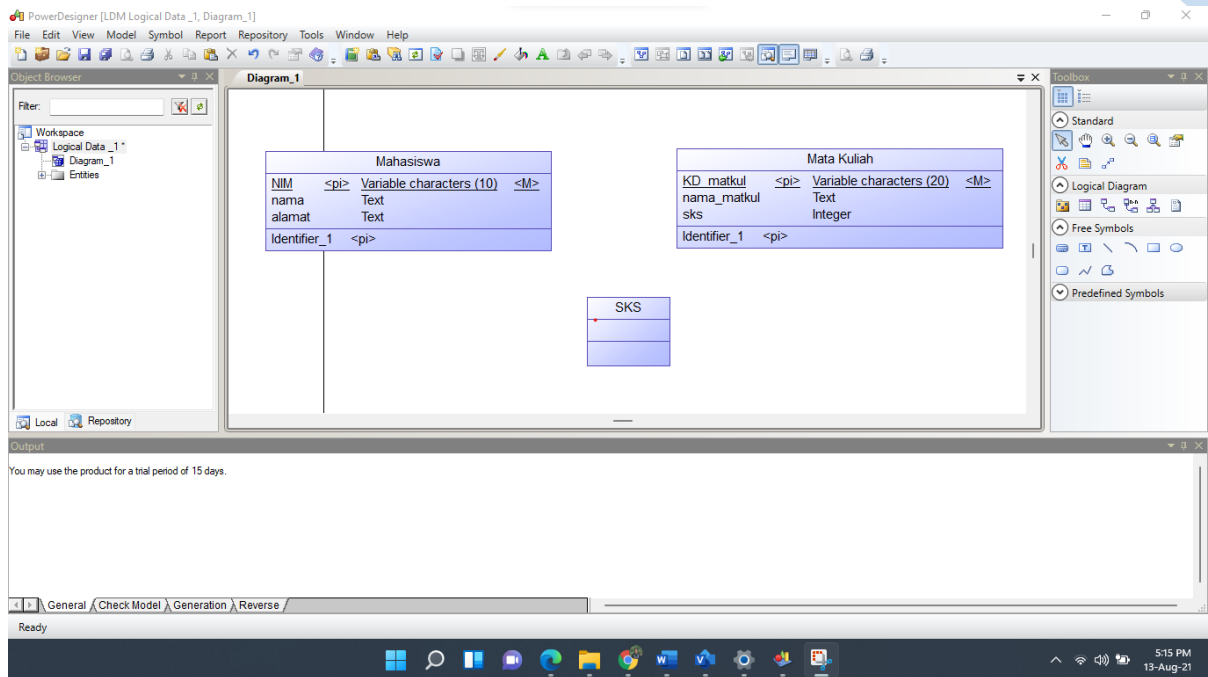 PowerDesigner [LDM Logical Data _1, Diagram_1]
File Edit View Model Symbol Report Repository Tools Window Help
Object Browser
Filter:
Workspace
Logical Data _1 *
Diagram_1
Entities
Local Repository
Diagram_1
Mahasiswa
NIM <pi> Variable characters (10) <M>
nama Text
alamat Text
Identifier_1 <pi>
Mata Kuliah
KD_matkul <pi> Variable characters (20) <M>
nama_matkul Text
sks Integer
Identifier_1 <pi>
SKS
Toolbox
Standard
Logical Diagram
Free Symbols
Predefined Symbols
Output
You may use the product for a trial period of 15 days.
General Check Model Generation Reverse
Ready
5:15 PM
13-Aug-21